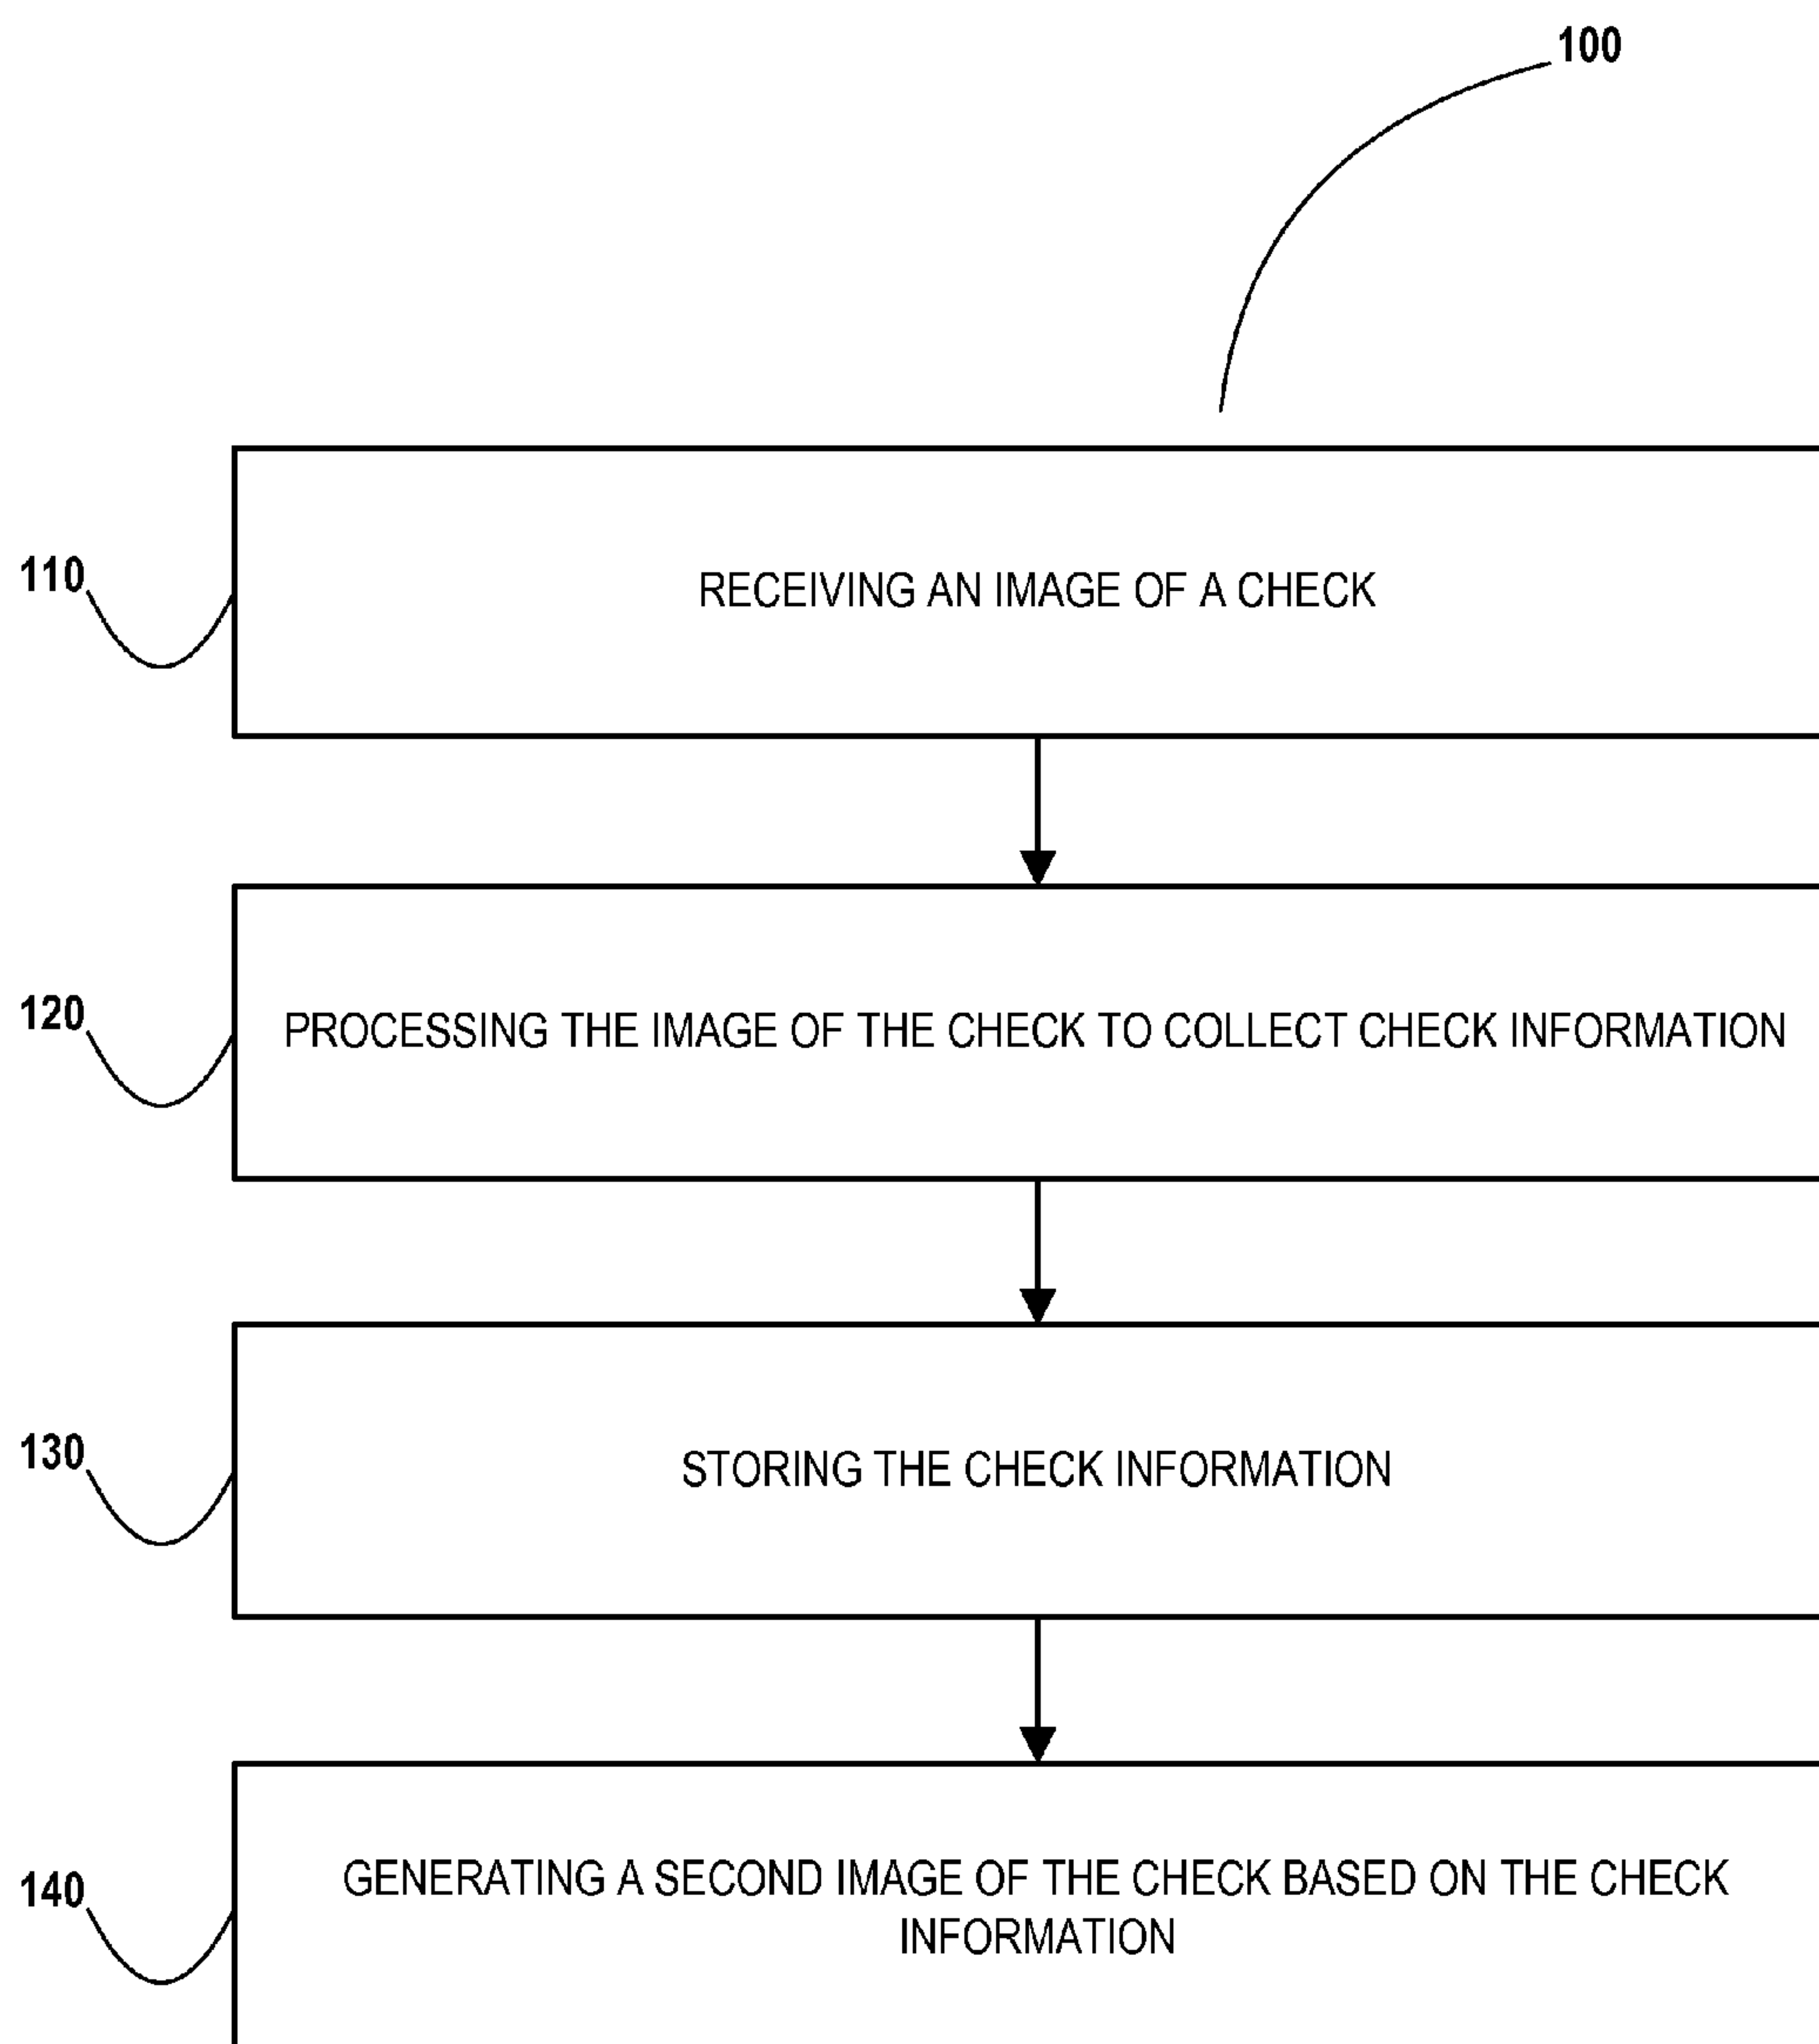 100
110
RECEIVING AN IMAGE OF A CHECK
120
PROCESSING THE IMAGE OF THE CHECK TO COLLECT CHECK INFORMATION
130
STORING THE CHECK INFORMATION
140
GENERATING A SECOND IMAGE OF THE CHECK BASED ON THE CHECK
INFORMATION